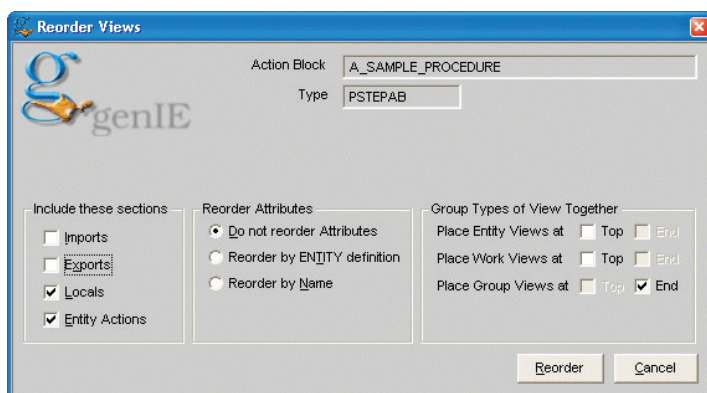 Reorder Views
Action Block A_SAMPLE_PROCEDURE
Type PSTEPAB
genIE
Include these sections
Imports
Exports
Locals
Entity Actions
Reorder Attributes
Do not reorder Attributes
Reorder by ENTITY definition
Reorder by Name
Group Types of View Together
Place Entity Views at Top End
Place Work Views at Top End
Place Group Views at Top End
Reorder Cancel